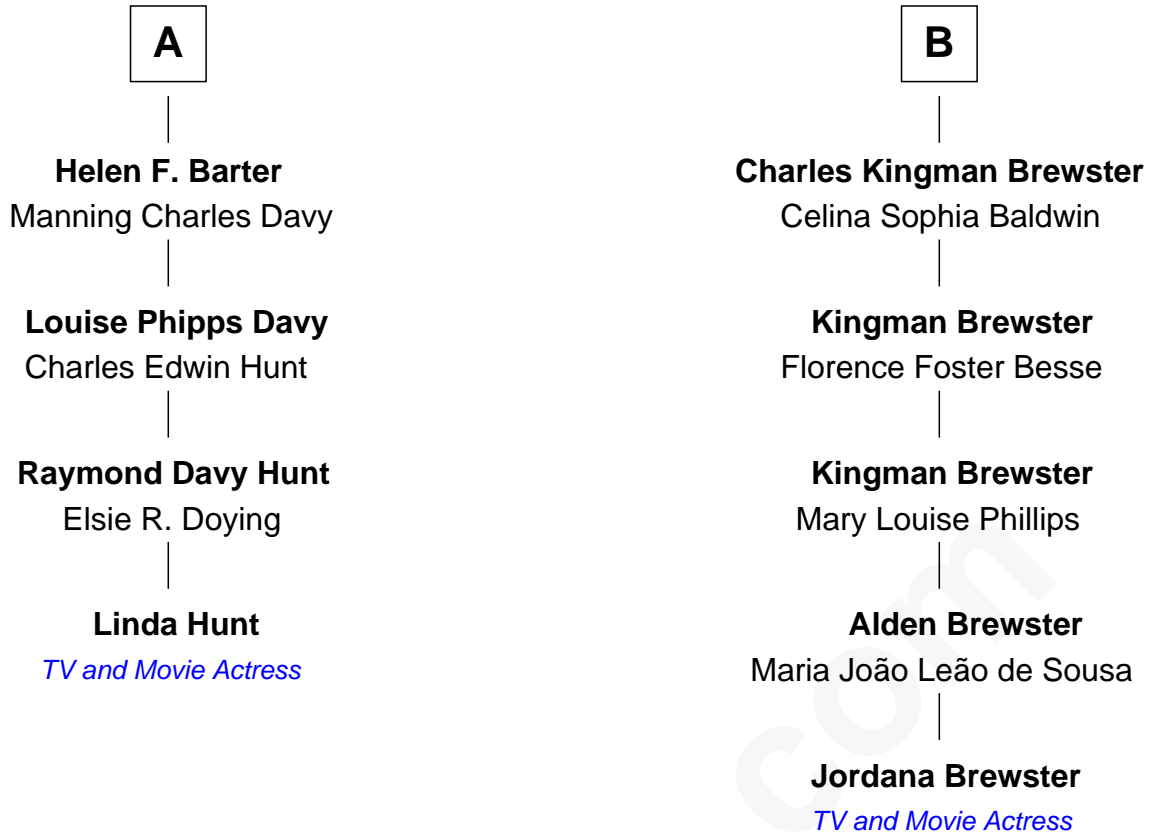 A
Helen F. Barter
Manning Charles Davy
Louise Phipps Davy
Charles Edwin Hunt
Raymond Davy Hunt
Elsie R. Doying
Linda Hunt
TV and Movie Actress
B
Charles Kingman Brewster
Celina Sophia Baldwin
Kingman Brewster
Florence Foster Besse
Kingman Brewster
Mary Louise Phillips
Alden Brewster
Maria João Leão de Sousa
Jordana Brewster
TV and Movie Actress
com